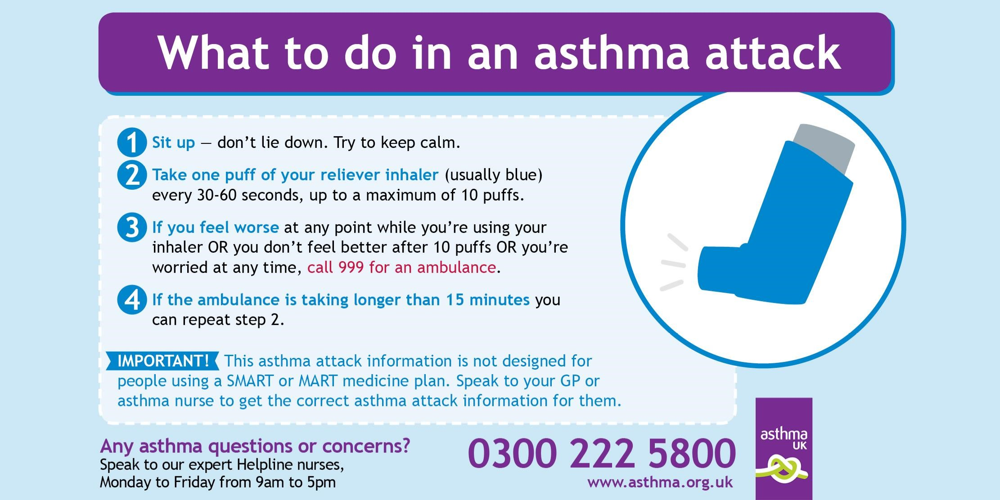 What to do in an asthma attack
1 Sit up – don’t lie down. Try to keep calm.
2 Take one puff of your reliever inhaler (usually blue)
every 30-60 seconds, up to a maximum of 10 puffs.
3 If you feel worse at any point while you’re using your
inhaler OR you don’t feel better after 10 puffs OR you’re
worried at any time, call 999 for an ambulance.
4 If the ambulance is taking longer than 15 minutes you
can repeat step 2.
IMPORTANT! This asthma attack information is not designed for
people using a SMART or MART medicine plan. Speak to your GP or
asthma nurse to get the correct asthma attack information for them.
Any asthma questions or concerns?
Speak to our expert Helpline nurses,
Monday to Friday from 9am to 5pm
0300 222 5800
www.asthma.org.uk
asthma
UK